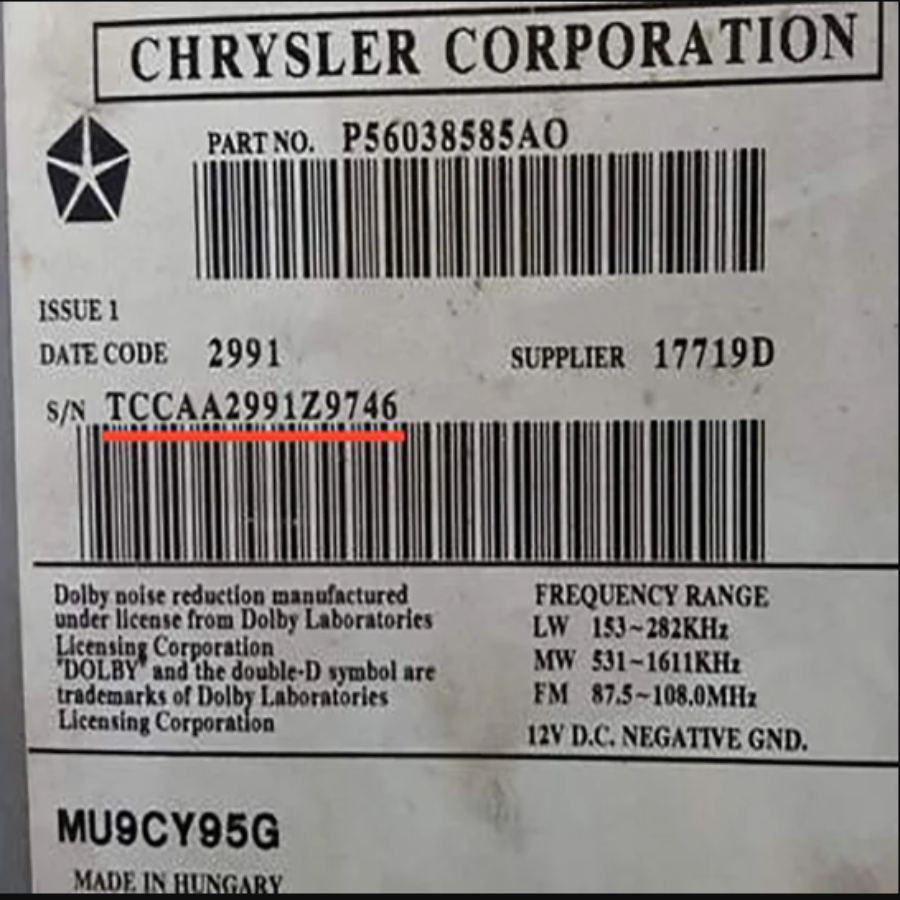 CHRYSLER CORPORATION
PART NO. P56038585AO
ISSUE 1
DATE CODE 2991
SUPPLIER 17719D
S/N TCCAA2991Z9746
Dolby noise reduction manufactured
under license from Dolby Laboratories
Licensing Corporation
"DOLBY" and the double-D symbol are
trademarks of Dolby Laboratories
Licensing Corporation
FREQUENCY RANGE
LW 153~282KHz
MW 531~1611KHz
FM 87.5~108.0MHz
12V D.C. NEGATIVE GND.
MU9CY95G
MADE IN HUNGARY